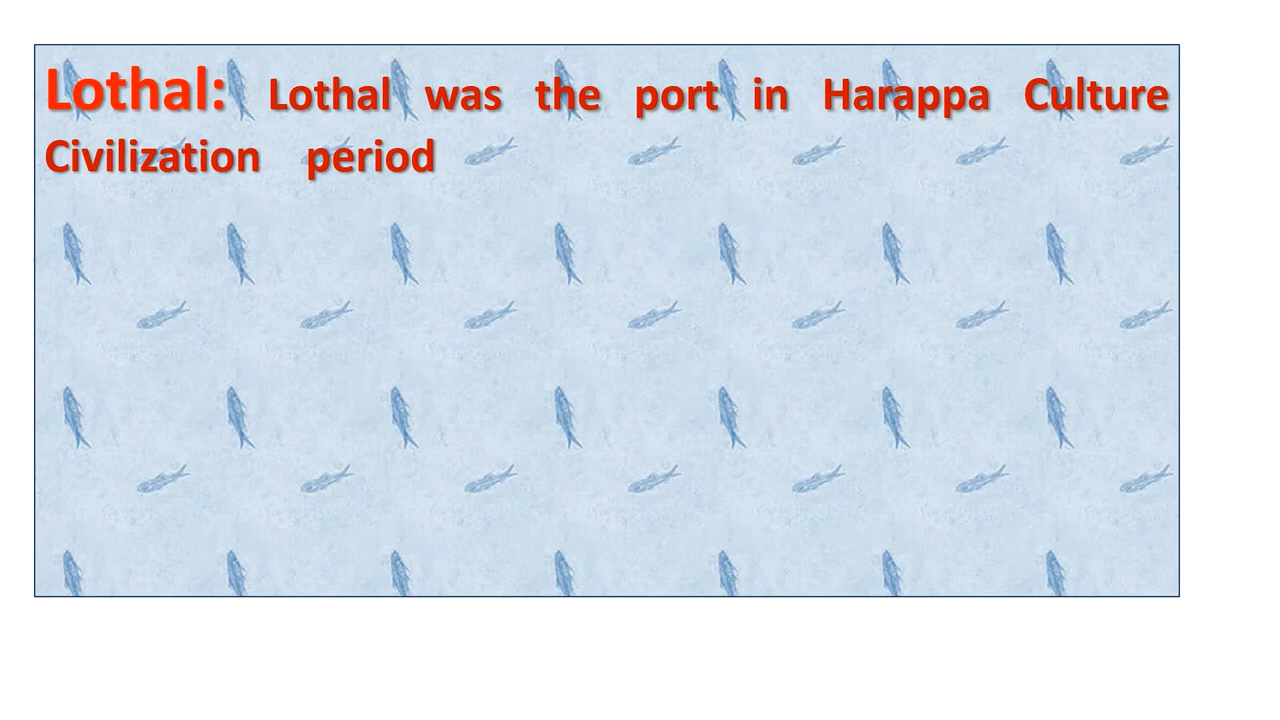 Lothal: Lothal was the port in Harappa Culture
Civilization period